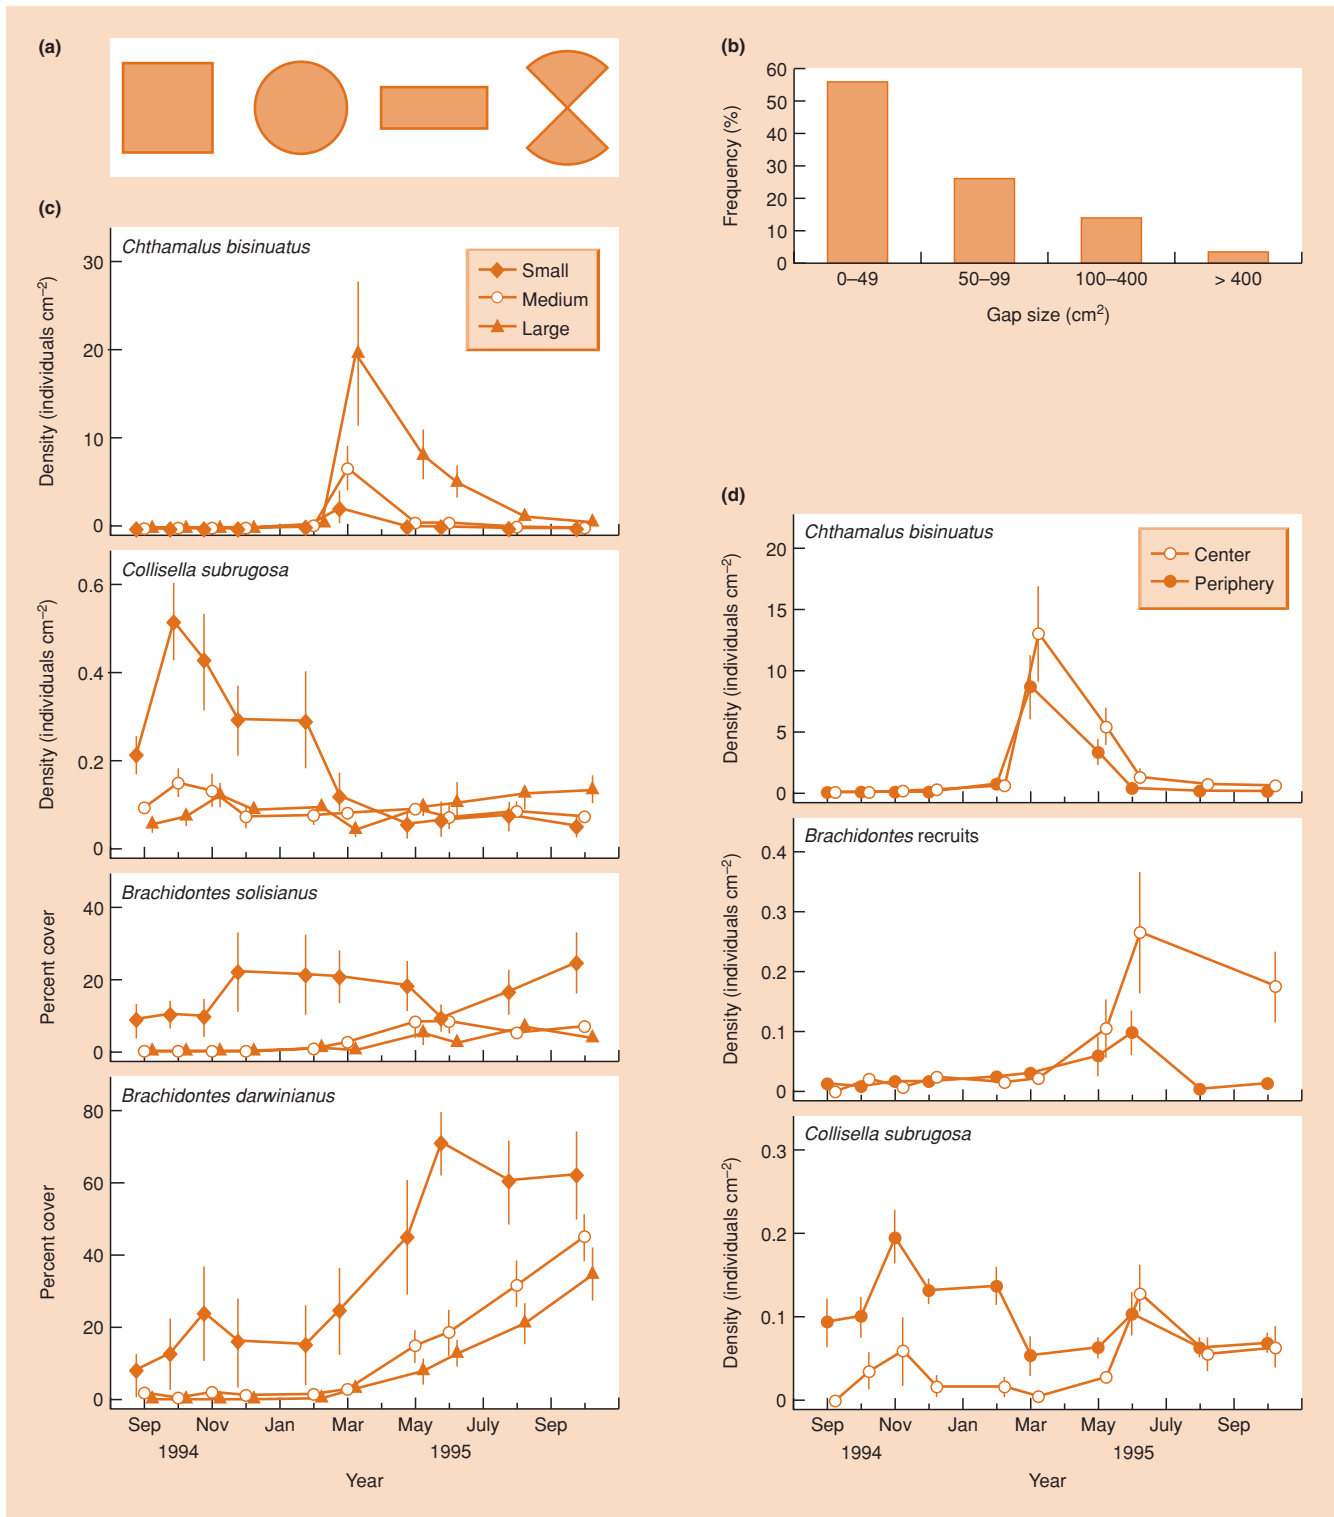 (a)
(b)
Frequency (%)
60
50
40
30
20
10
0
0–49 50–99 100–400 > 400
Gap size (cm²)
(c)
Chthamalus bisinuatus
Small
Medium
Large
Density (individuals cm⁻²)
30
20
10
0
Collisella subrugosa
Density (individuals cm⁻²)
0.6
0.4
0.2
0
Brachidontes solisianus
Percent cover
40
20
0
Brachidontes darwinianus
Percent cover
80
60
40
20
0
Sep Nov Jan Mar May July Sep
1994 1995
Year
(d)
Chthamalus bisinuatus
Center
Periphery
Density (individuals cm⁻²)
20
15
10
5
0
Brachidontes recruits
Density (individuals cm⁻²)
0.4
0.3
0.2
0.1
0
Collisella subrugosa
Density (individuals cm⁻²)
0.3
0.2
0.1
0
Sep Nov Jan Mar May July Sep
1994 1995
Year